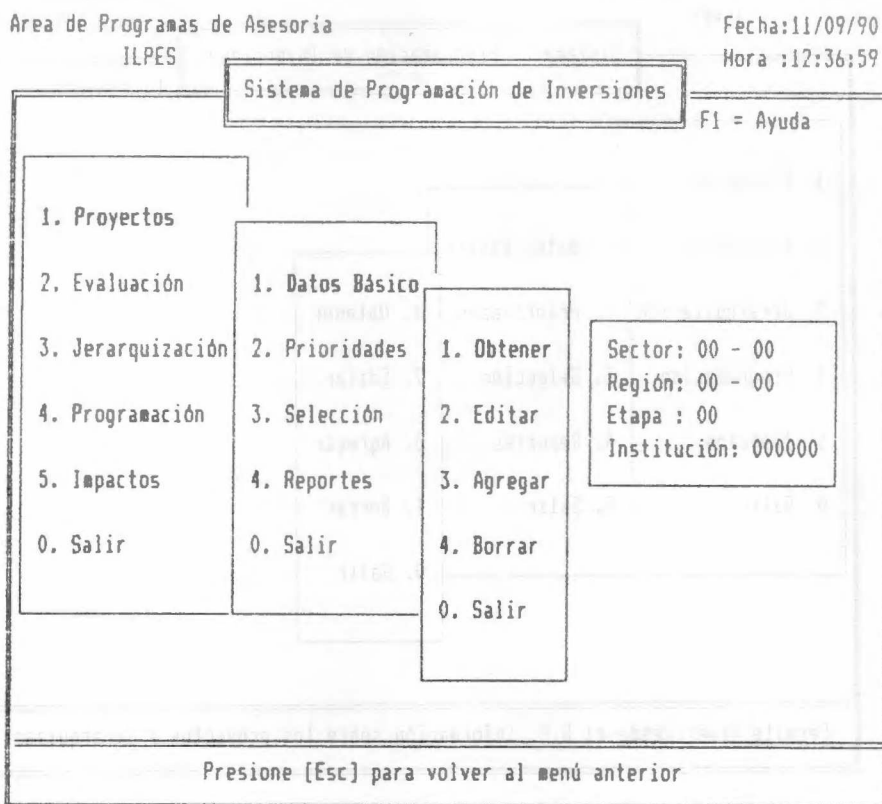 Area de Programas de Asesoría
ILPES
Fecha:11/09/90
Hora :12:36:59
Sistema de Programación de Inversiones
F1 = Ayuda
1. Proyectos
2. Evaluación
3. Jerarquización
4. Programación
5. Impactos
0. Salir
1. Datos Básico
2. Prioridades
3. Selección
4. Reportes
0. Salir
1. Obtener
2. Editar
3. Agregar
4. Borrar
0. Salir
Sector: 00 - 00
Región: 00 - 00
Etapa : 00
Institución: 000000
Presione [Esc] para volver al menú anterior